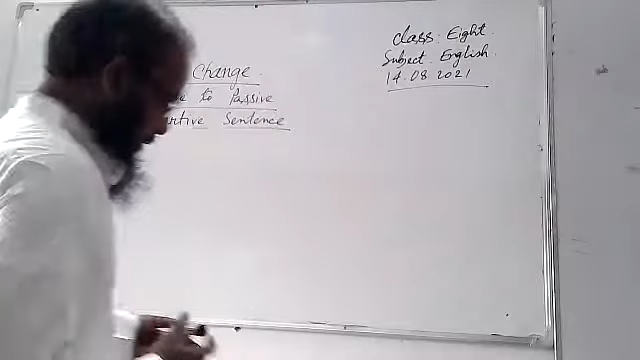 Change.
to Passive
Sentence
Class: Eight.
Subject: English.
14.08.2021